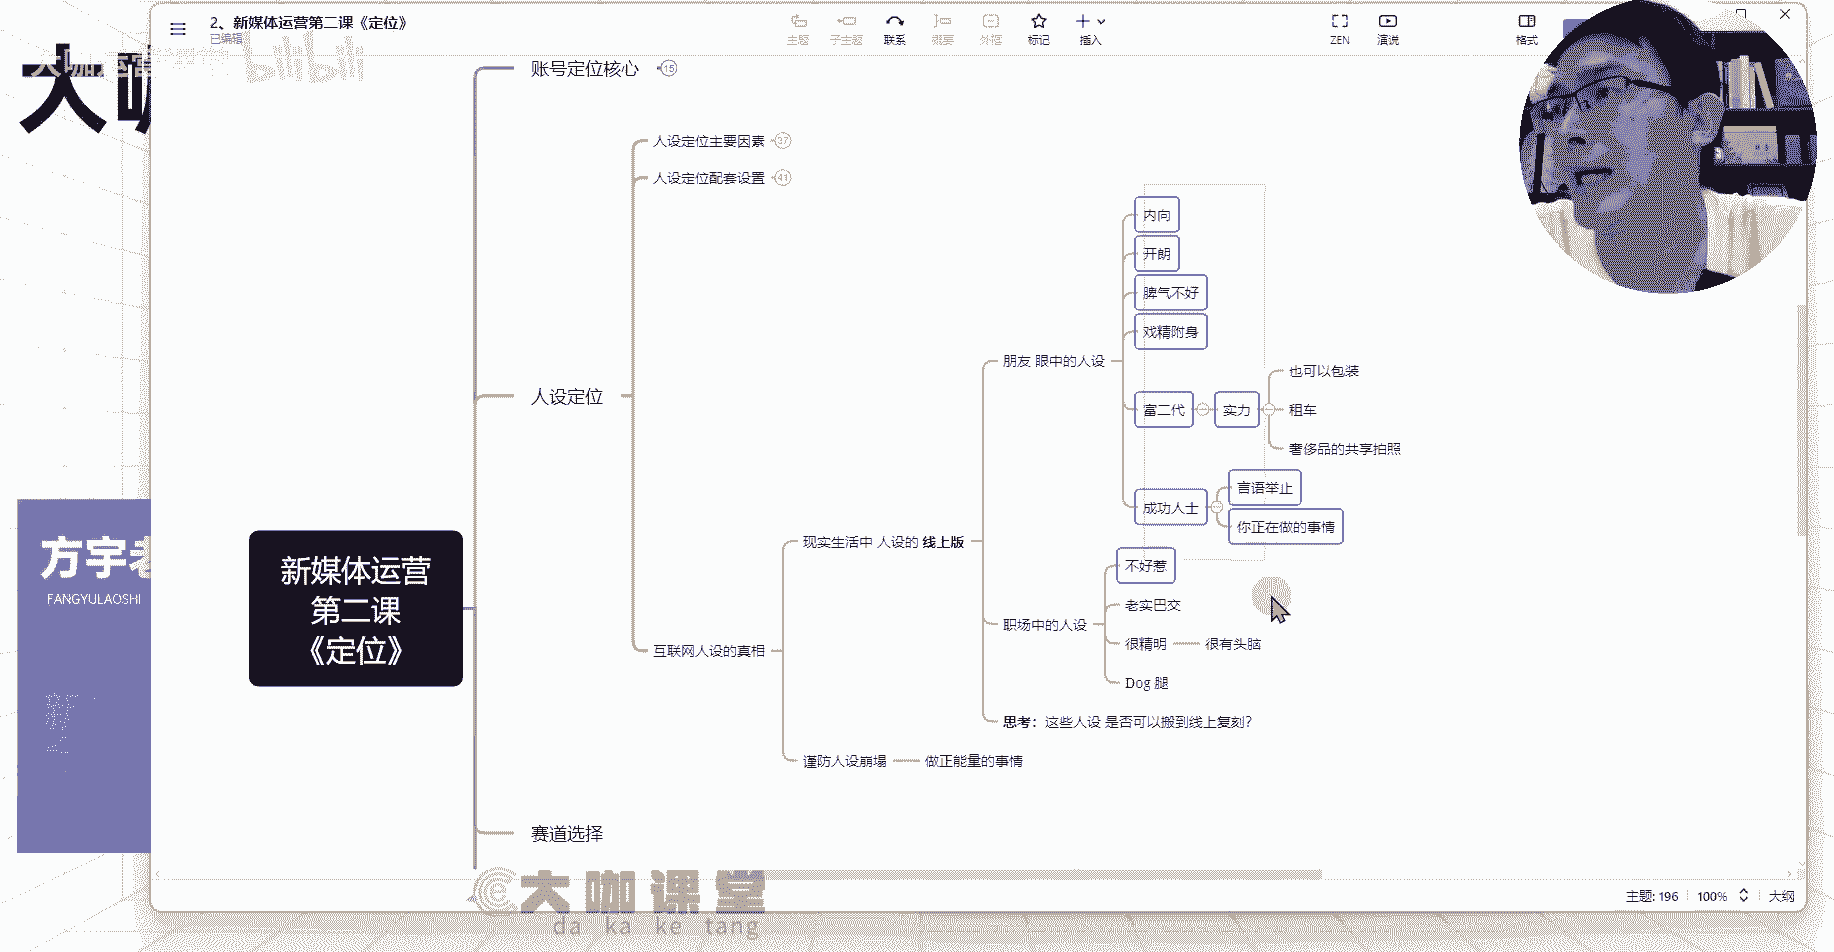 2、新媒体运营第二课《定位》
已编辑
主题
子主题
联系
概要
外框
标记
插入
ZEN
演说
格式
大咖运营
bilibili
大咖
账号定位核心
15
人设定位主要因素
37
人设定位配套设置
41
内向
开朗
脾气不好
戏精附身
朋友 眼中的人设
也可以包装
人设定位
富二代
实力
租车
奢侈品的共享拍照
言语举止
成功人士
你正在做的事情
现实生活中 人设的 线上版
不好惹
新媒体运营
第二课
《定位》
方宇老
FANGYULAOSHI
老实巴交
职场中的人设
很精明
很有头脑
互联网人设的真相
Dog 腿
思考：这些人设 是否可以搬到线上复刻？
谨防人设崩塌
做正能量的事情
赛道选择
大咖课堂
da ka ke tang
主题: 196
100%
大纲